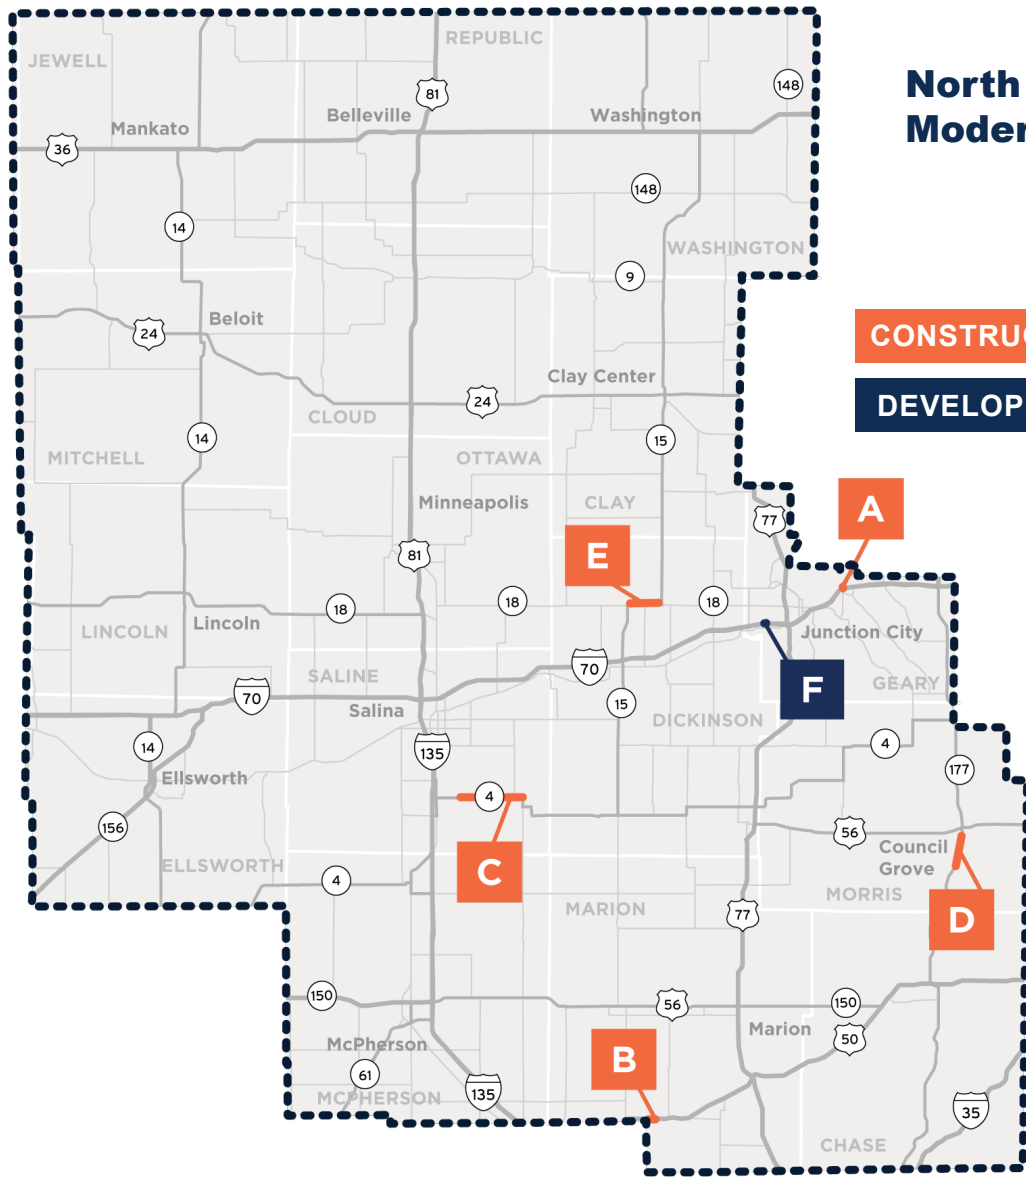 North
Moder
CONSTRUC
DEVELOP
REPUBLIC
JEWELL
148
81
Belleville
Washington
Mankato
36
148
14
WASHINGTON
9
Beloit
24
Clay Center
24
CLOUD
14
15
MITCHELL
OTTAWA
Minneapolis
CLAY
A
77
E
81
18
18
18
Lincoln
LINCOLN
Junction City
70
SALINE
F
GEARY
70
15
Salina
DICKINSON
14
135
4
177
Ellsworth
4
156
56
Council
Grove
ELLSWORTH
C
4
MORRIS
MARION
77
D
150
56
150
Marion
50
McPherson
B
61
MCPHERSON
135
35
CHASE